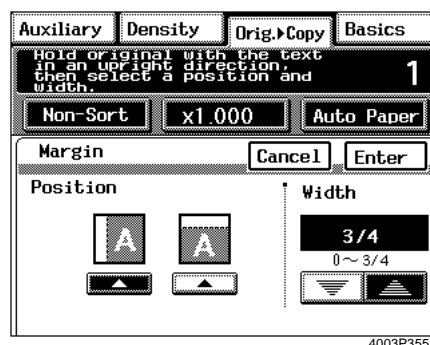 Auxiliary Density Orig.▸Copy Basics
Hold original with the text
in an upright direction,
then select a position and
width.
1
Non-Sort x1.000 Auto Paper
Margin Cancel Enter
Position Width
A A
3/4
0~3/4
4003P355